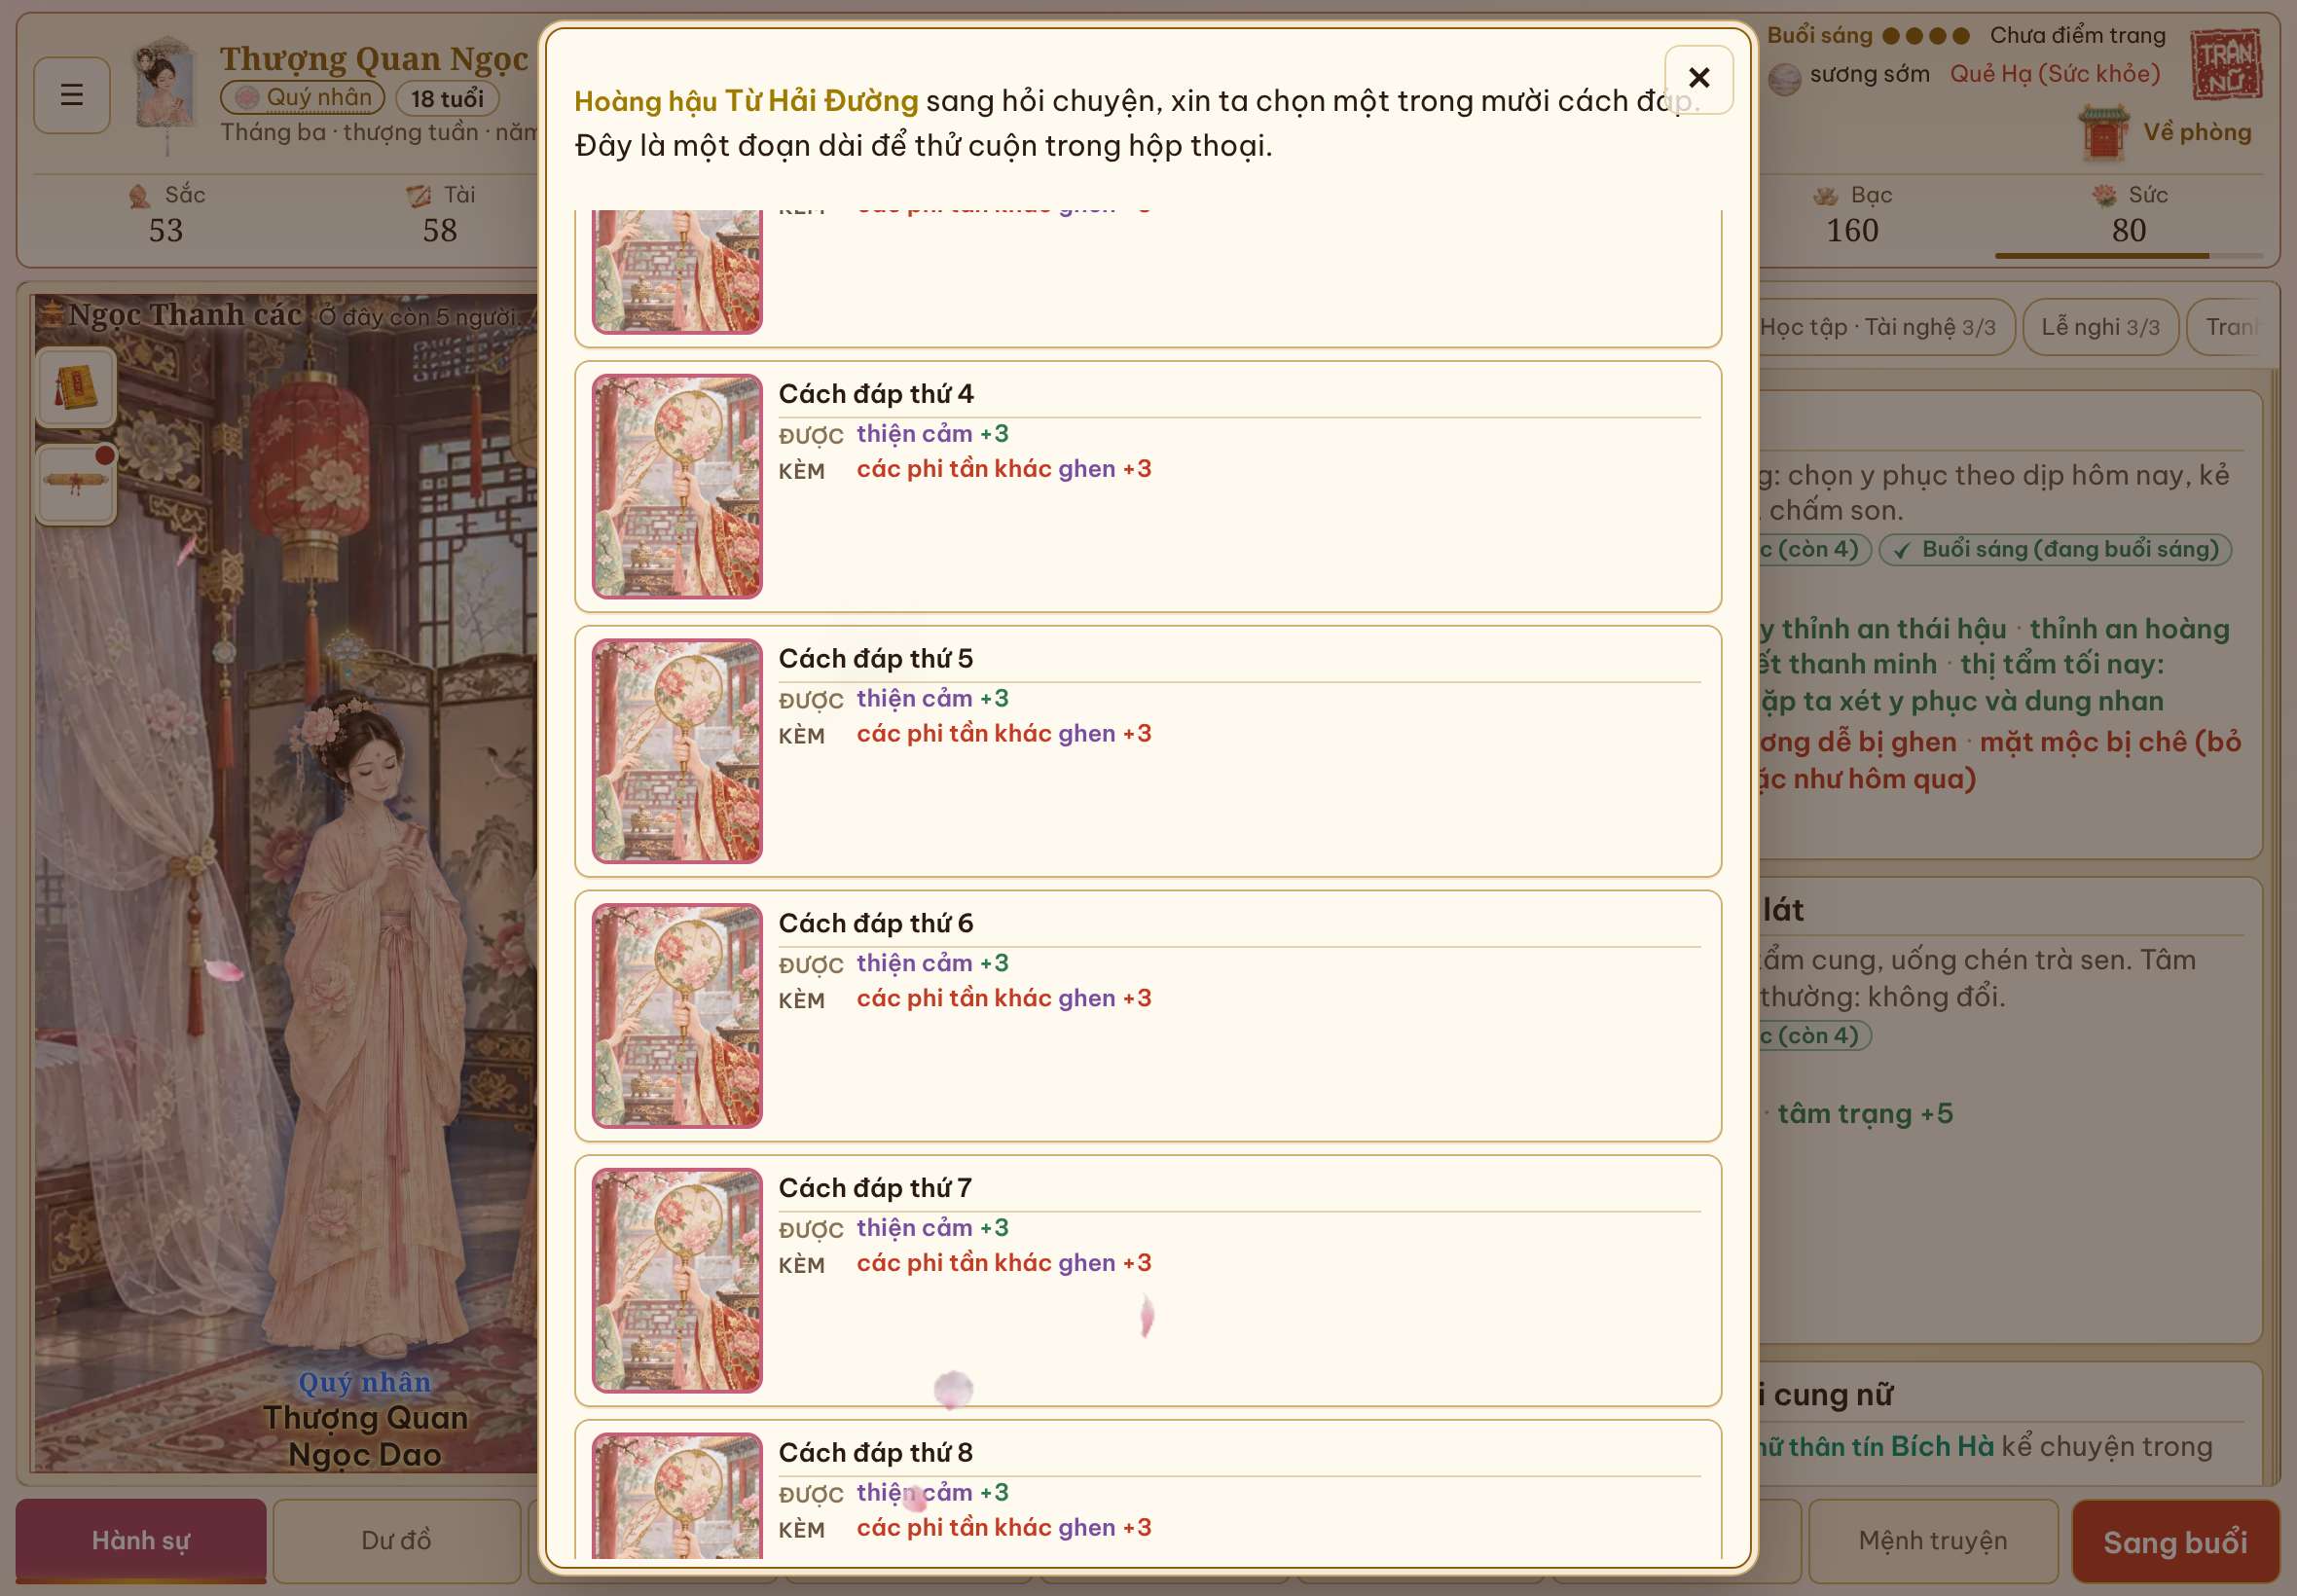 Thượng Quan Ngọc
Quý nhân
18 tuổi
Tháng ba · thượng tuần · năm
Sắc
53
Tài
58
Buổi sáng
Chưa điểm trang
sương sớm
Quẻ Hạ (Sức khỏe)
TRẦN NỮ
Về phòng
Bạc
160
Sức
80
Ngọc Thanh các
Ở đây còn 5 người.
Quý nhân
Thượng Quan
Ngọc Dao
Hoàng hậu Từ Hải Đường sang hỏi chuyện, xin ta chọn một trong mười cách đáp.
Đây là một đoạn dài để thử cuộn trong hộp thoại.
Cách đáp thứ 4
ĐƯỢC thiện cảm +3
KÈM các phi tần khác ghen +3
Cách đáp thứ 5
ĐƯỢC thiện cảm +3
KÈM các phi tần khác ghen +3
Cách đáp thứ 6
ĐƯỢC thiện cảm +3
KÈM các phi tần khác ghen +3
Cách đáp thứ 7
ĐƯỢC thiện cảm +3
KÈM các phi tần khác ghen +3
Cách đáp thứ 8
ĐƯỢC thiện cảm +3
KÈM các phi tần khác ghen +3
Học tập · Tài nghệ 3/3
Lễ nghi 3/3
Tranh
chọn y phục theo dịp hôm nay, kẻ
chấm son.
(còn 4)
✓ Buổi sáng (đang buổi sáng)
thỉnh an thái hậu · thỉnh an hoàng
thanh minh · thị tẩm tối nay:
ta xét y phục và dung nhan
dễ bị ghen · mặt mộc bị chê (bỏ
như hôm qua)
lát
cung, uống chén trà sen. Tâm
thường: không đổi.
(còn 4)
· tâm trạng +5
cung nữ
thân tín Bích Hà kể chuyện trong
Hành sự
Dư đồ
Mệnh truyện
Sang buổi